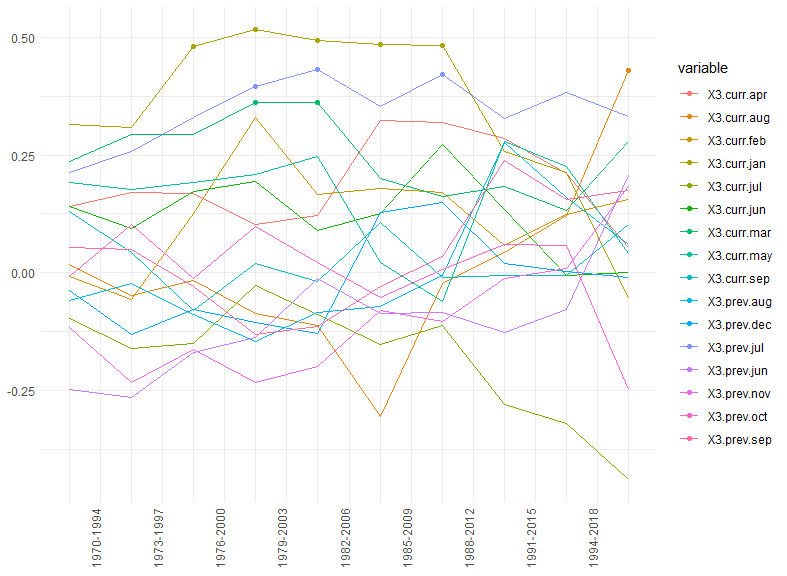 0.50
0.25
0.00
-0.25
1970-1994
1973-1997
1976-2000
1979-2003
1982-2006
1985-2009
1988-2012
1991-2015
1994-2018
variable
X3.curr.apr
X3.curr.aug
X3.curr.feb
X3.curr.jan
X3.curr.jul
X3.curr.jun
X3.curr.mar
X3.curr.may
X3.curr.sep
X3.prev.aug
X3.prev.dec
X3.prev.jul
X3.prev.jun
X3.prev.nov
X3.prev.oct
X3.prev.sep